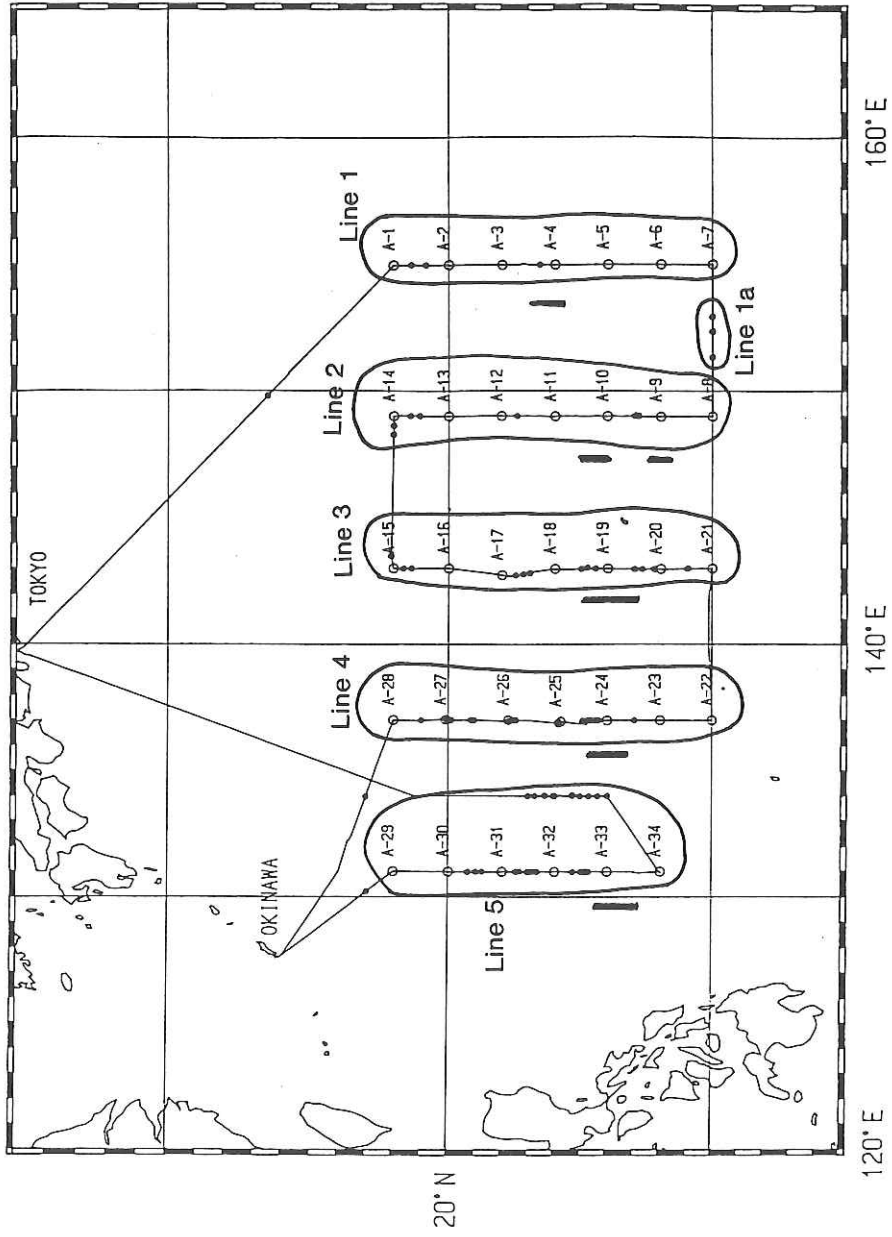 TOKYO
OKINAWA
Line 1
A-1
A-2
A-3
A-4
A-5
A-6
A-7
Line 1a
Line 2
A-14
A-13
A-12
A-11
A-10
A-9
A-8
Line 3
A-15
A-16
A-17
A-18
A-19
A-20
A-21
Line 4
A-28
A-27
A-26
A-25
A-24
A-23
A-22
Line 5
A-29
A-30
A-31
A-32
A-33
A-34
20°N
120°E
140°E
160°E